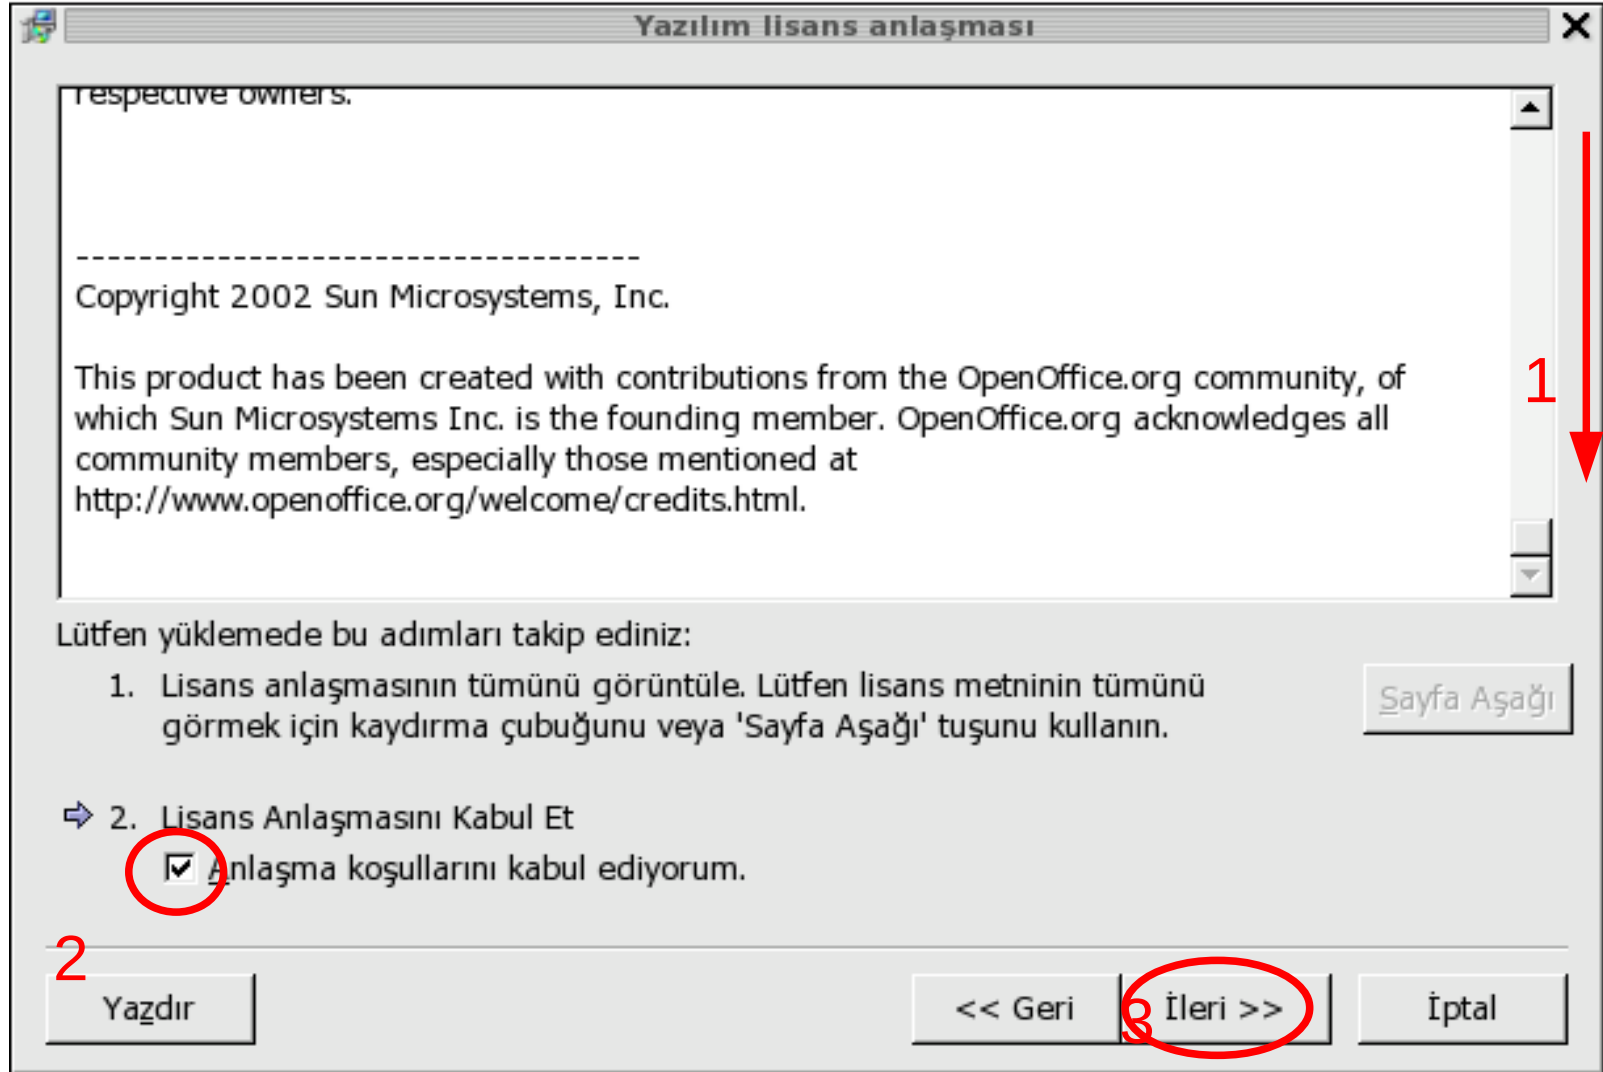 Yazılım lisans anlaşması
respective owners.
------------------------------------
Copyright 2002 Sun Microsystems, Inc.
This product has been created with contributions from the OpenOffice.org community, of
which Sun Microsystems Inc. is the founding member. OpenOffice.org acknowledges all
community members, especially those mentioned at
http://www.openoffice.org/welcome/credits.html.
1
Lütfen yüklemede bu adımları takip ediniz:
1. Lisans anlaşmasının tümünü görüntüle. Lütfen lisans metninin tümünü
görmek için kaydırma çubuğunu veya 'Sayfa Aşağı' tuşunu kullanın.
Sayfa Aşağı
2. Lisans Anlaşmasını Kabul Et
Anlaşma koşullarını kabul ediyorum.
2
Yazdır
<< Geri
3
İleri >>
İptal